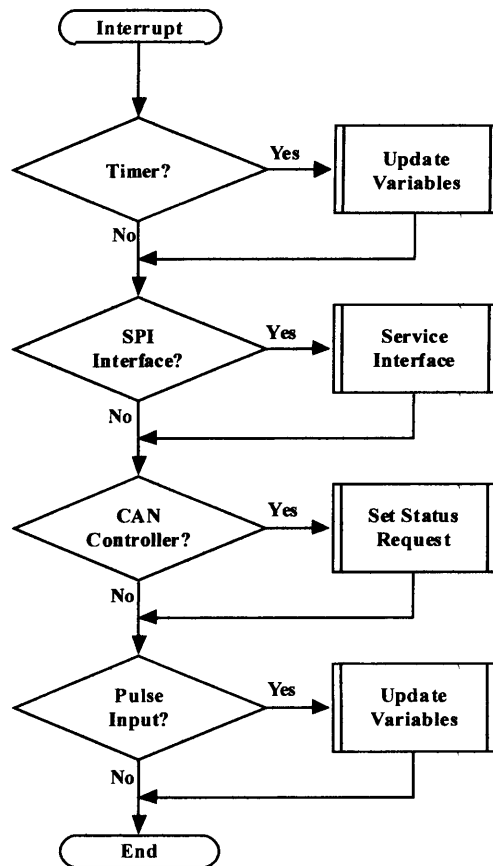 Interrupt
Timer?
Yes
Update
Variables
No
SPI
Interface?
Yes
Service
Interface
No
CAN
Controller?
Yes
Set Status
Request
No
Pulse
Input?
Yes
Update
Variables
No
End